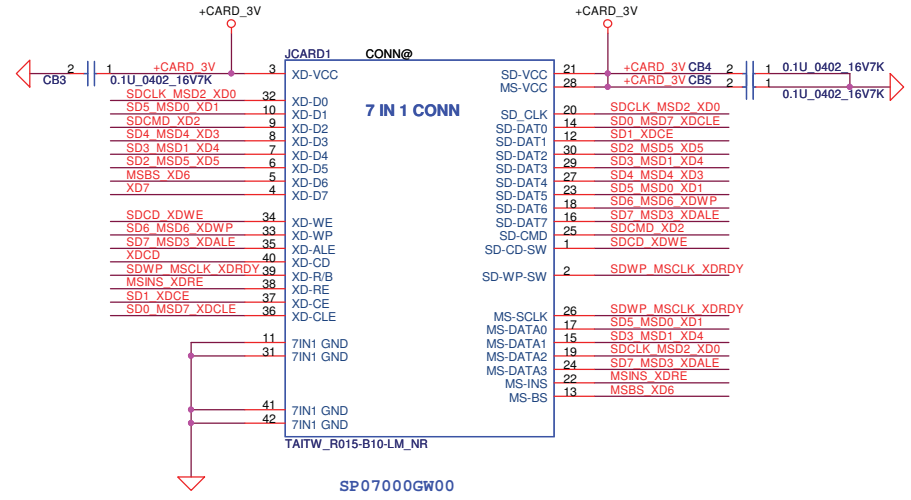 +CARD_3V +CARD_3V
JCARD1 CONN@
2 1 +CARD_3V 3 XD-VCC SD-VCC 21 +CARD_3V CB4 2 1 0.1U_0402_16V7K
CB3 0.1U_0402_16V7K MS-VCC 28 +CARD_3V CB5 2 1
0.1U_0402_16V7K
7 IN 1 CONN
SDCLK_MSD2_XD0 32 XD-D0
SD5_MSD0_XD1 10 XD-D1
SDCMD_XD2 9 XD-D2
SD4_MSD4_XD3 8 XD-D3
SD3_MSD1_XD4 7 XD-D4
SD2_MSD5_XD5 6 XD-D5
MSBS_XD6 5 XD-D6
XD7 4 XD-D7
SDCD_XDWE 34 XD-WE
SD6_MSD6_XDWP 33 XD-WP
SD7_MSD3_XDALE 35 XD-ALE
XDCD 40 XD-CD
SDWP_MSCLK_XDRDY 39 XD-R/B
MSINS_XDRE 38 XD-RE
SD1_XDCE 37 XD-CE
SD0_MSD7_XDCLE 36 XD-CLE
11 7IN1 GND
31 7IN1 GND
41 7IN1 GND
42 7IN1 GND
SD_CLK 20 SDCLK_MSD2_XD0
SD-DAT0 14 SD0_MSD7_XDCLE
SD-DAT1 12 SD1_XDCE
SD-DAT2 30 SD2_MSD5_XD5
SD-DAT3 29 SD3_MSD1_XD4
SD-DAT4 27 SD4_MSD4_XD3
SD-DAT5 23 SD5_MSD0_XD1
SD-DAT6 18 SD6_MSD6_XDWP
SD-DAT7 16 SD7_MSD3_XDALE
SD-CMD 25 SDCMD_XD2
SD-CD-SW 1 SDCD_XDWE
SD-WP-SW 2 SDWP_MSCLK_XDRDY
MS-SCLK 26 SDWP_MSCLK_XDRDY
MS-DATA0 17 SD5_MSD0_XD1
MS-DATA1 15 SD3_MSD1_XD4
MS-DATA2 19 SDCLK_MSD2_XD0
MS-DATA3 24 SD7_MSD3_XDALE
MS-INS 22 MSINS_XDRE
MS-BS 13 MSBS_XD6
TAITW_R015-B10-LM_NR
SP07000GW00